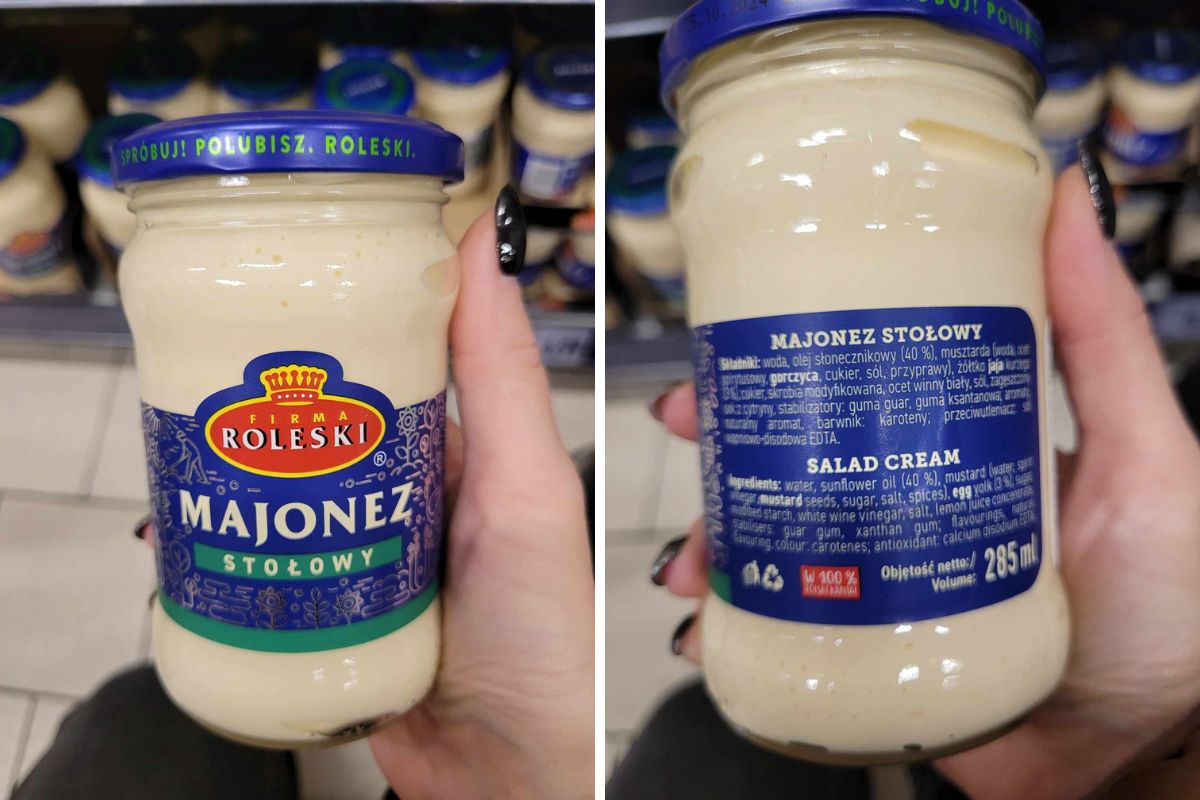 SPRÓBUJ! POLUBISZ. ROLESKI.
FIRMA
ROLESKI
®
MAJONEZ
STOŁOWY
.10.2024
POLUB
MAJONEZ STOŁOWY
Składniki: woda, olej słonecznikowy (40 %), musztarda (woda, ocet
spirytusowy, gorczyca, cukier, sól, przyprawy), żółtko jaja kurzego
(3 %), cukier, skrobia modyfikowana, ocet winny biały, sól, zagęszczony
sok z cytryny, stabilizatory: guma guar, guma ksantanowa; aromaty,
naturalny aromat, barwnik: karoteny; przeciwutleniacz: sól
wapniowo-disodowa EDTA.
SALAD CREAM
Ingredients: water, sunflower oil (40 %), mustard (water, spirit
vinegar, mustard seeds, sugar, salt, spices), egg yolk (3 %), sugar,
modified starch, white wine vinegar, salt, lemon juice concentrate,
stabilisers: guar gum, xanthan gum; flavourings, natural
flavouring, colour: carotenes; antioxidant: calcium disodium EDTA.
W 100 %
POLSKI KAPITAŁ
Objętość netto:/
Volume:
285 ml